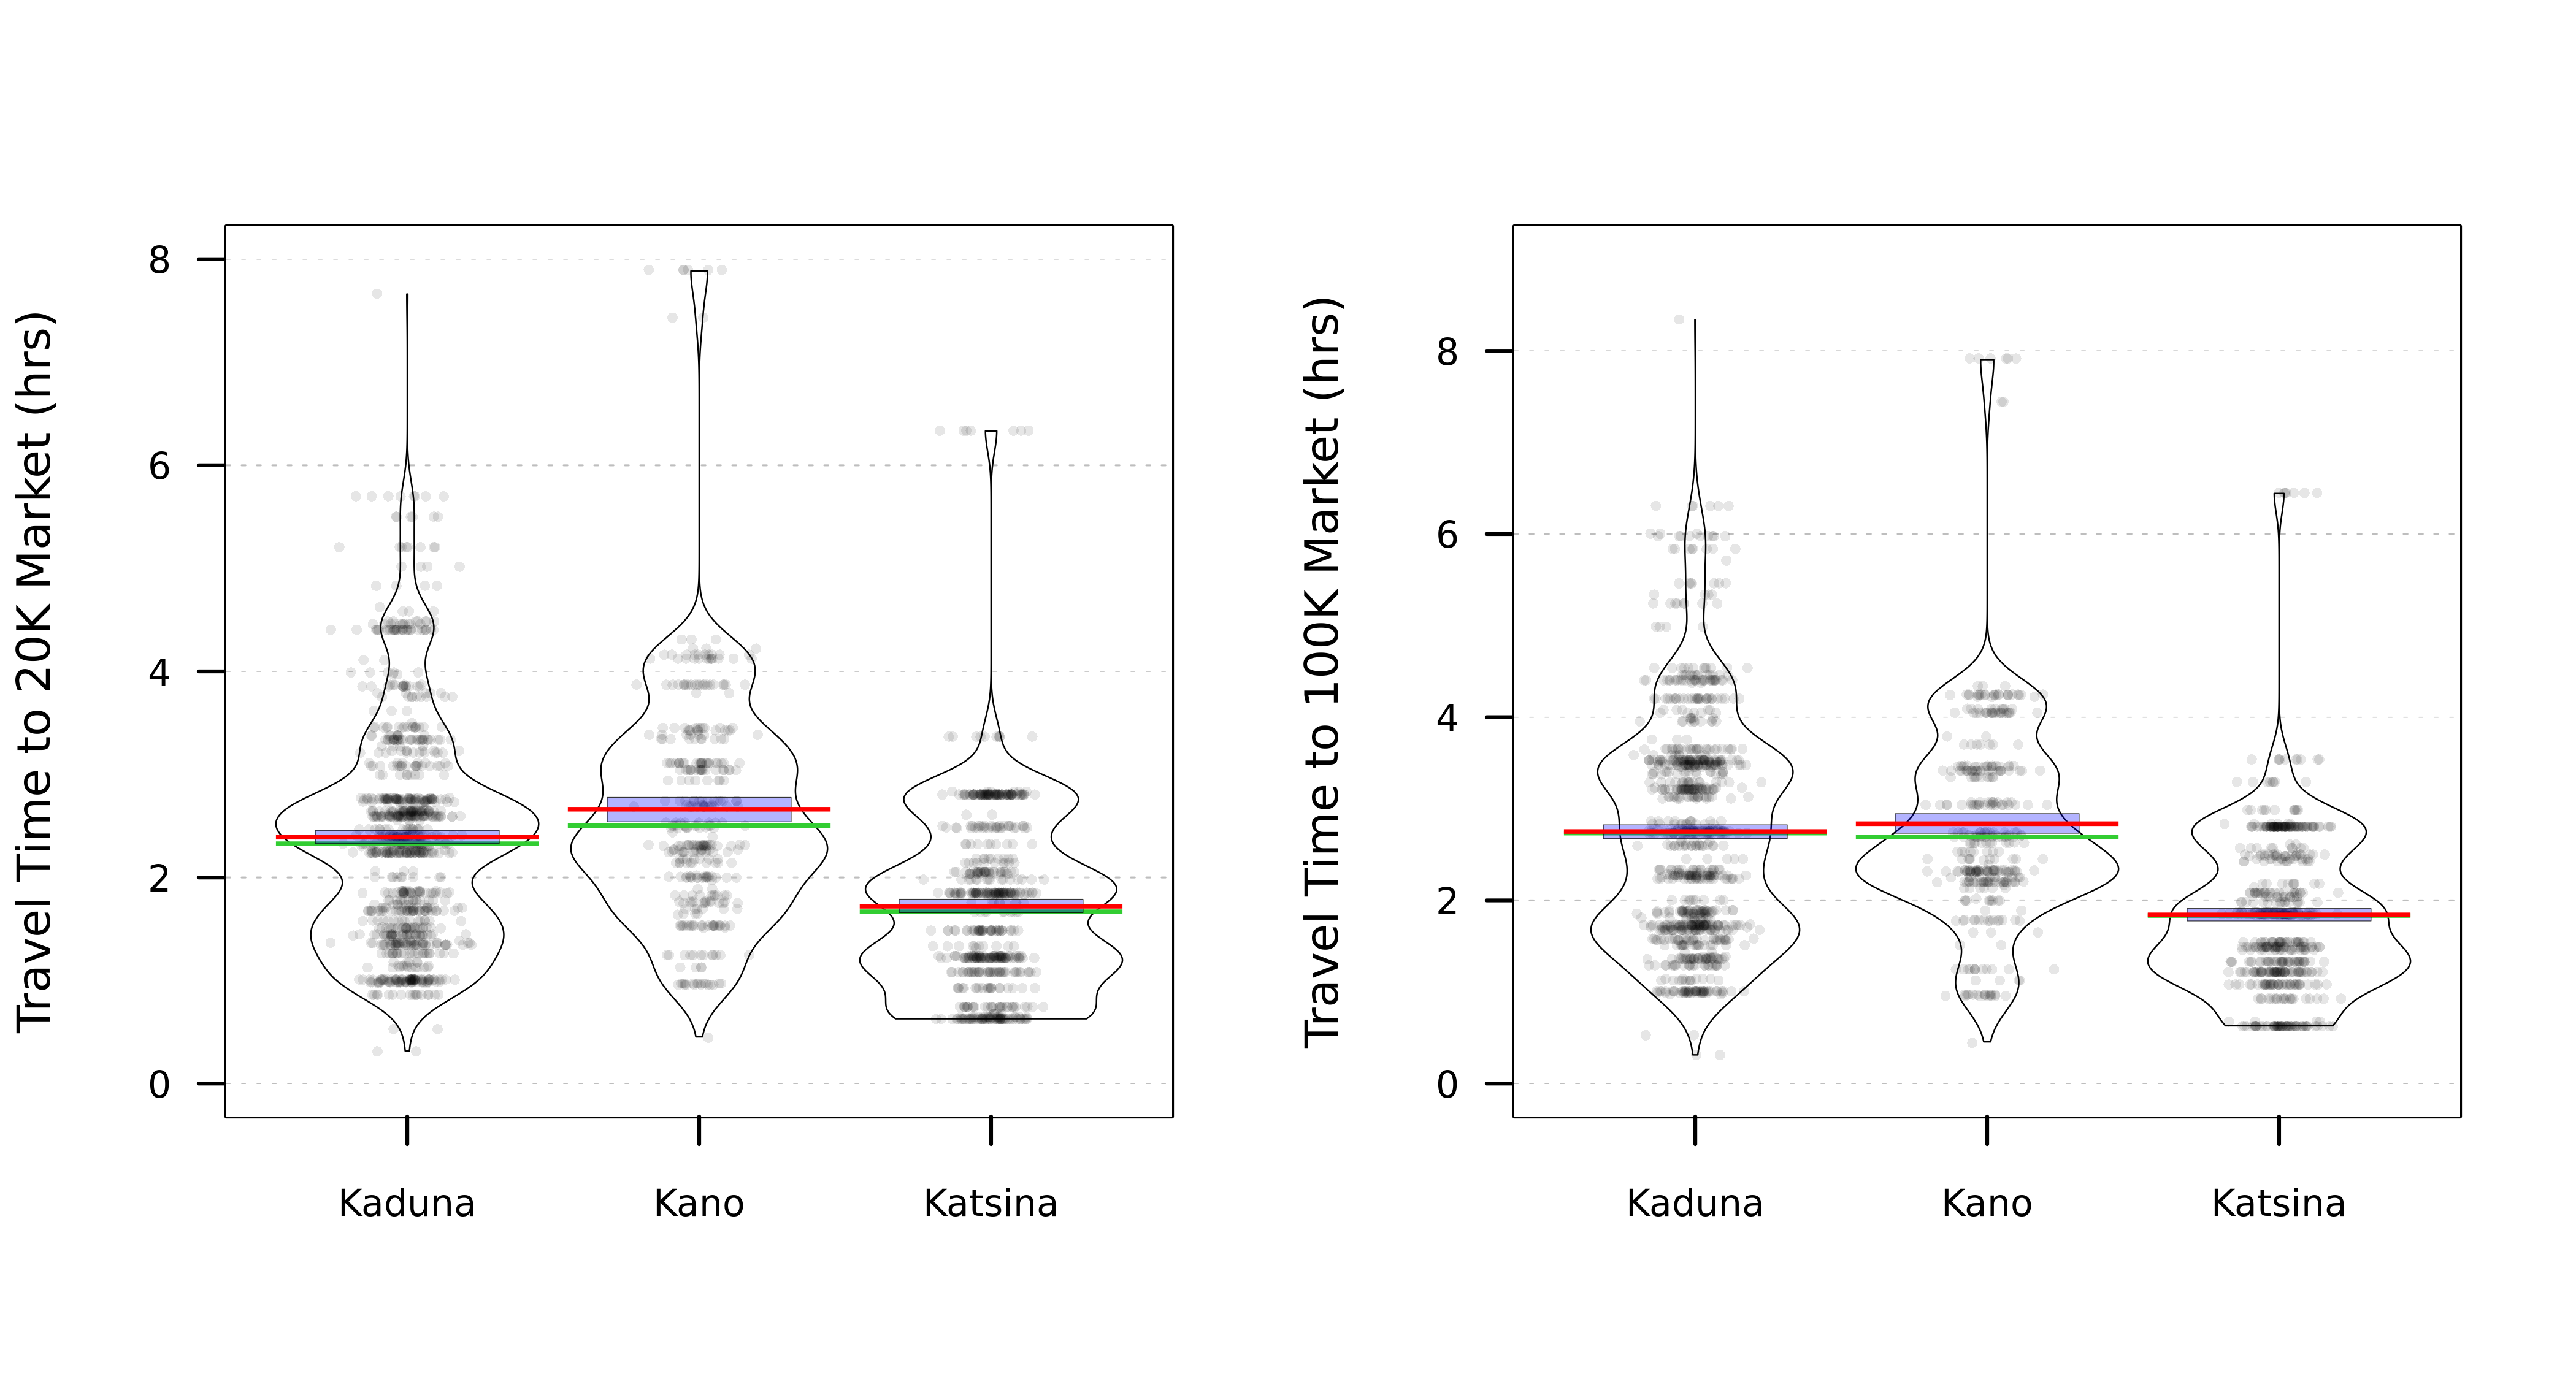 Travel Time to 20K Market (hrs)
8
6
4
2
0
Kaduna Kano Katsina
Travel Time to 100K Market (hrs)
8
6
4
2
0
Kaduna Kano Katsina